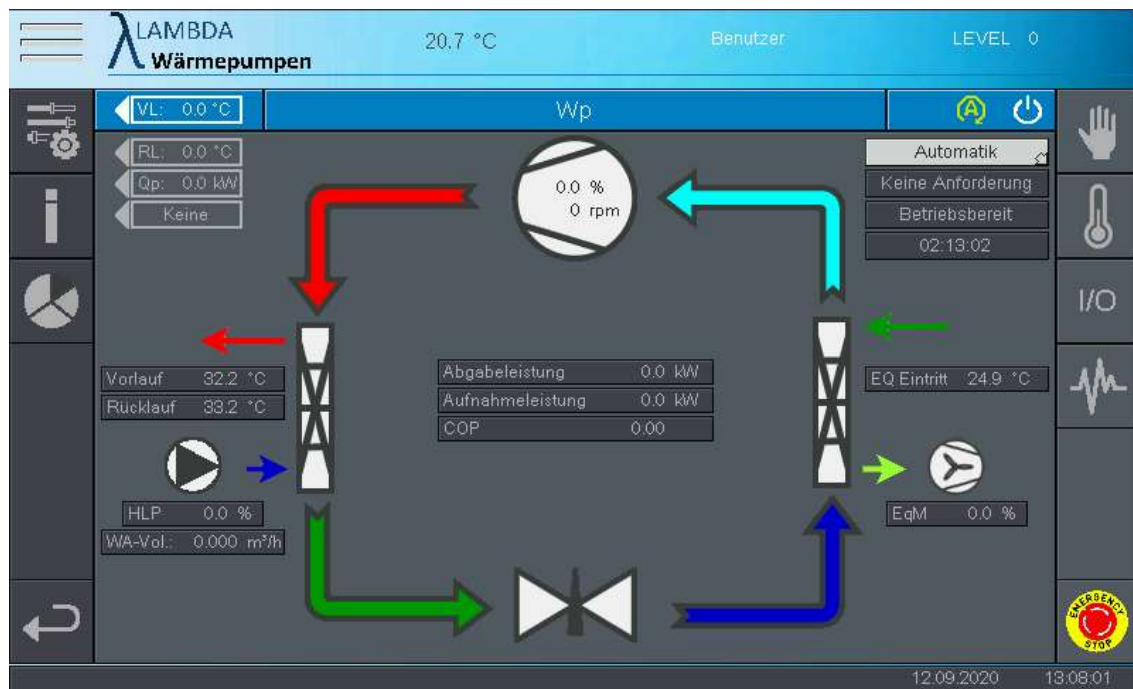 LAMBDA
Wärmepumpen
20.7 °C
Benutzer
LEVEL 0
VL: 0.0 °C
Wp
A
RL: 0.0 °C
Qp: 0.0 kW
Keine
Automatik
Keine Anforderung
Betriebsbereit
02:13:02
0.0 %
0 rpm
I/O
Vorlauf 32.2 °C
Rücklauf 33.2 °C
Abgabeleistung 0.0 kW
Aufnahmeleistung 0.0 kW
COP 0.00
EQ Eintritt 24.9 °C
HLP 0.0 %
WA-Vol.: 0.000 m³/h
EqM 0.0 %
EMERGENCY
STOP
12.09.2020 13:08:01